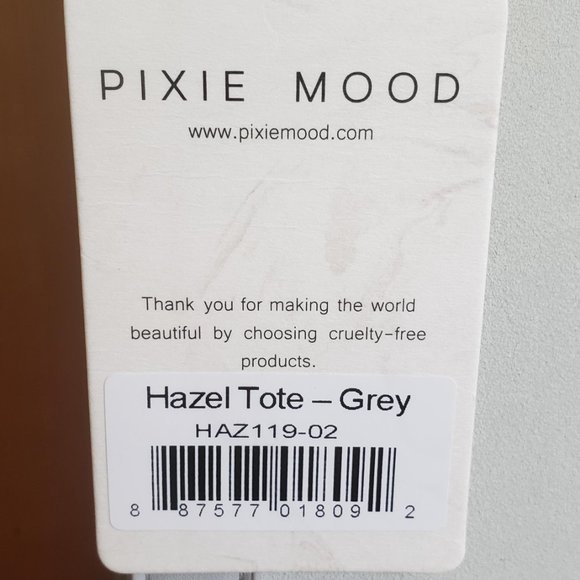 PIXIE MOOD
www.pixiemood.com
Thank you for making the world
beautiful by choosing cruelty-free
products.
Hazel Tote – Grey
HAZ119-02
8 87577 01809 2